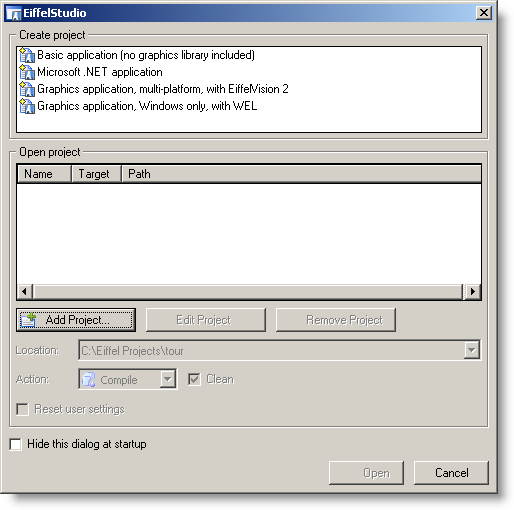 EiffelStudio
Create project
Basic application (no graphics library included)
Microsoft .NET application
Graphics application, multi-platform, with EiffelVision 2
Graphics application, Windows only, with WEL
Open project
Name Target Path
Add Project... Edit Project Remove Project
Location: C:\Eiffel Projects\tour
Action: Compile Clean
Reset user settings
Hide this dialog at startup
Open Cancel